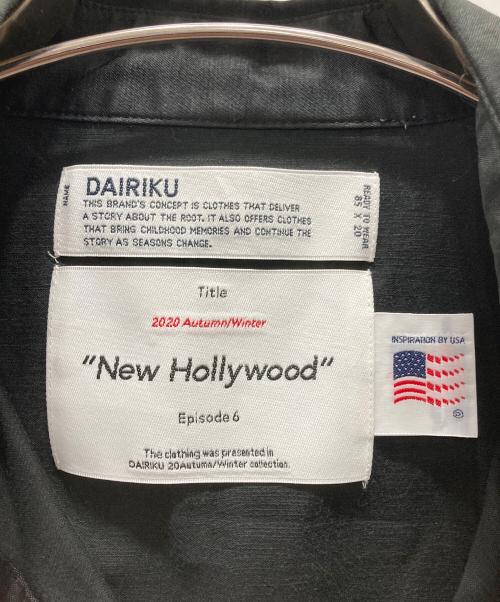 NAME
DAIRIKU
THIS BRAND'S CONCEPT IS CLOTHES THAT DELIVER
A STORY ABOUT THE ROOT. IT ALSO OFFERS CLOTHES
THAT BRING CHILDHOOD MEMORIES AND CONTINUE THE
STORY AS SEASONS CHANGE.
READY TO WEAR
85 X 20
Title
2020 Autumn/Winter
"New Hollywood"
Episode 6
The clothing was presented in
DAIRIKU 20Autumn/Winter collection.
INSPIRATION BY USA